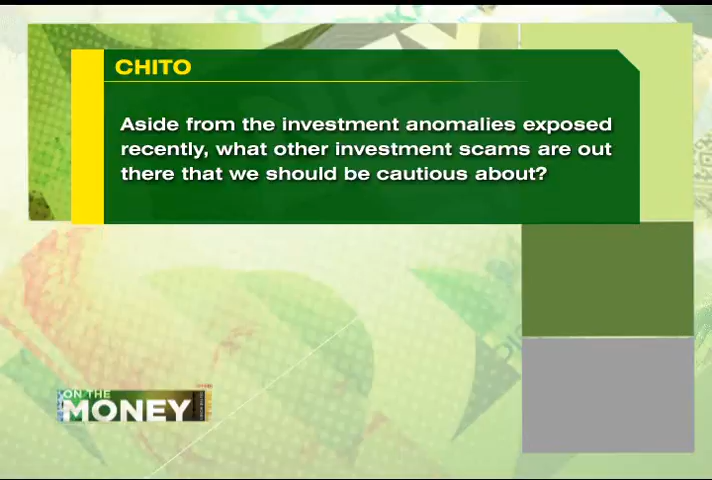 CHITO
Aside from the investment anomalies exposed
recently, what other investment scams are out
there that we should be cautious about?
ON THE
MONEY